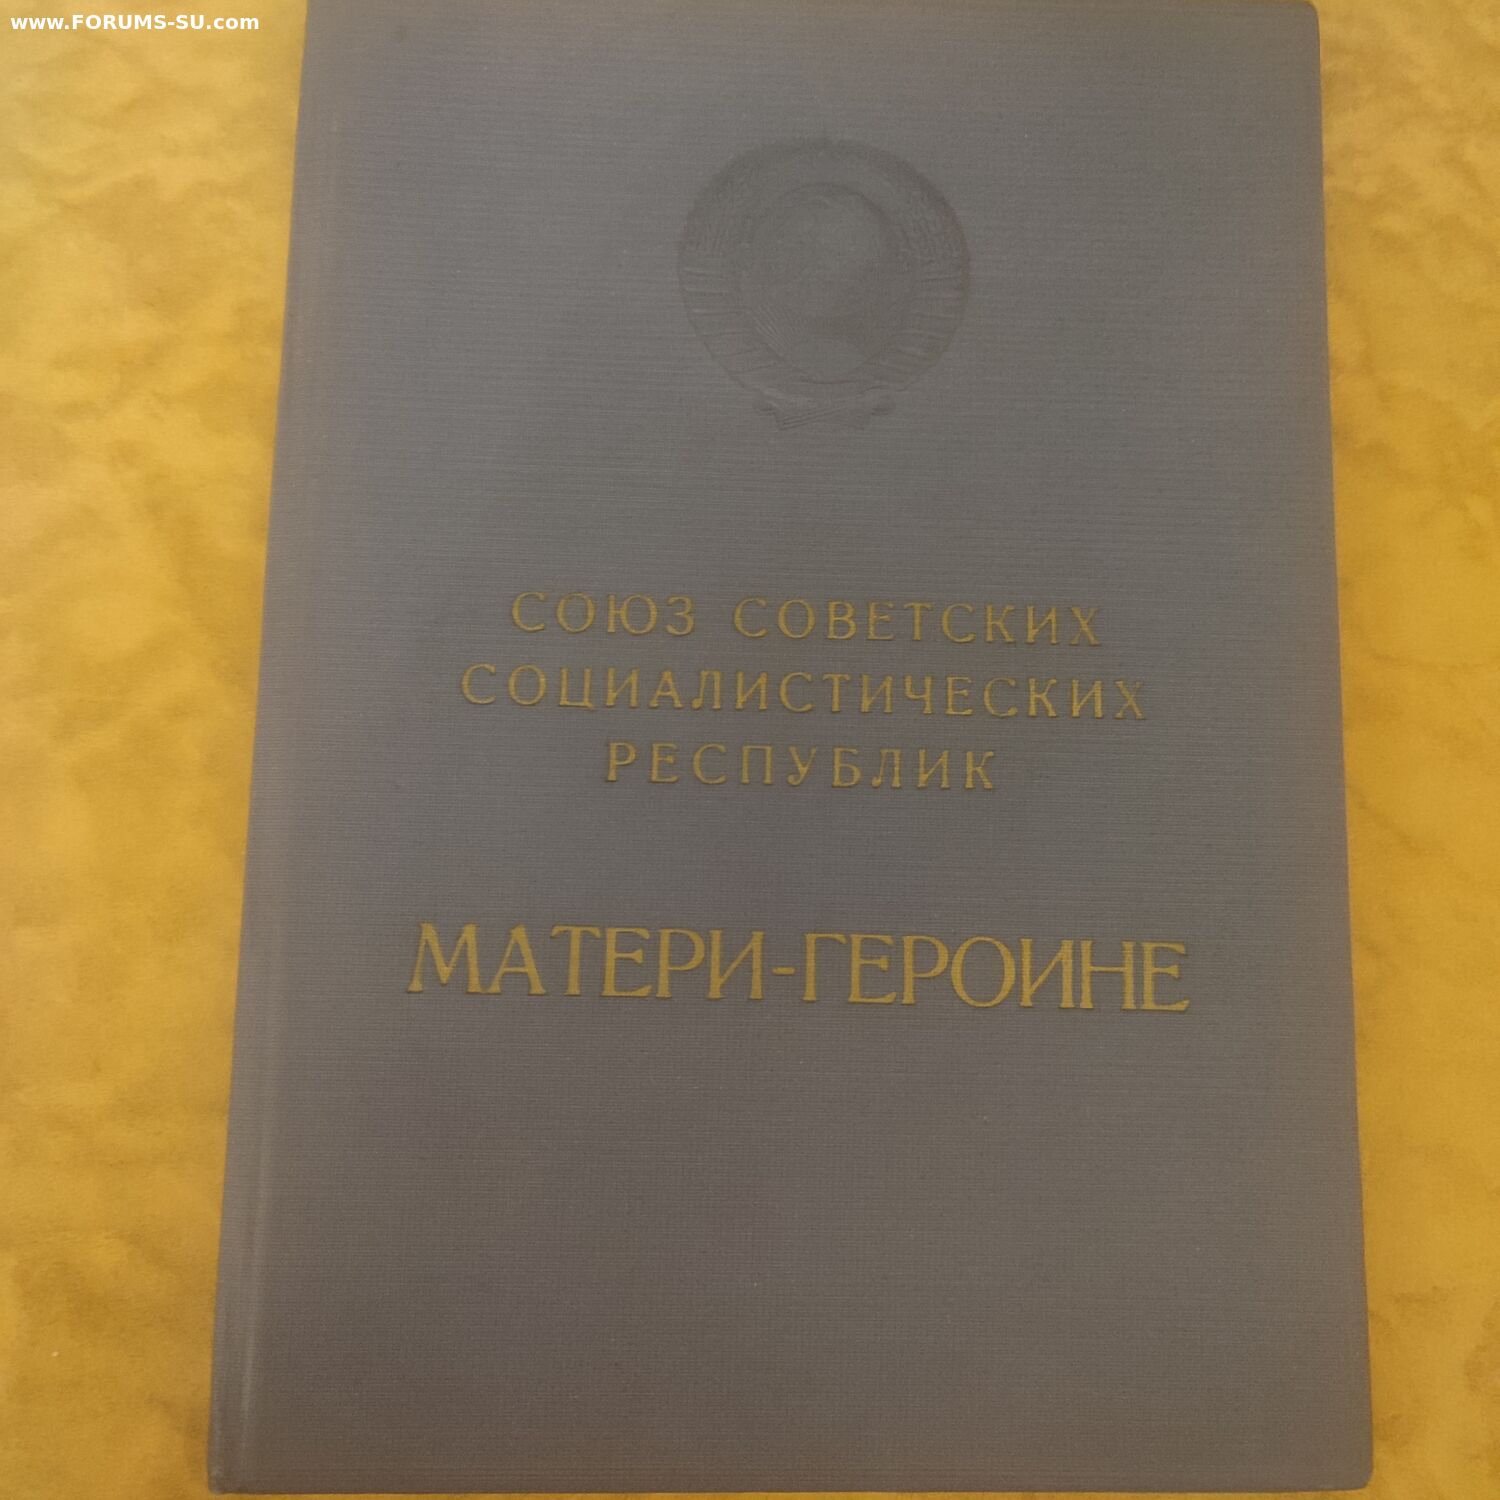 www.FORUMS-SU.com
СОЮЗ СОВЕТСКИХ
СОЦИАЛИСТИЧЕСКИХ
РЕСПУБЛИК
МАТЕРИ-ГЕРОИНЕ